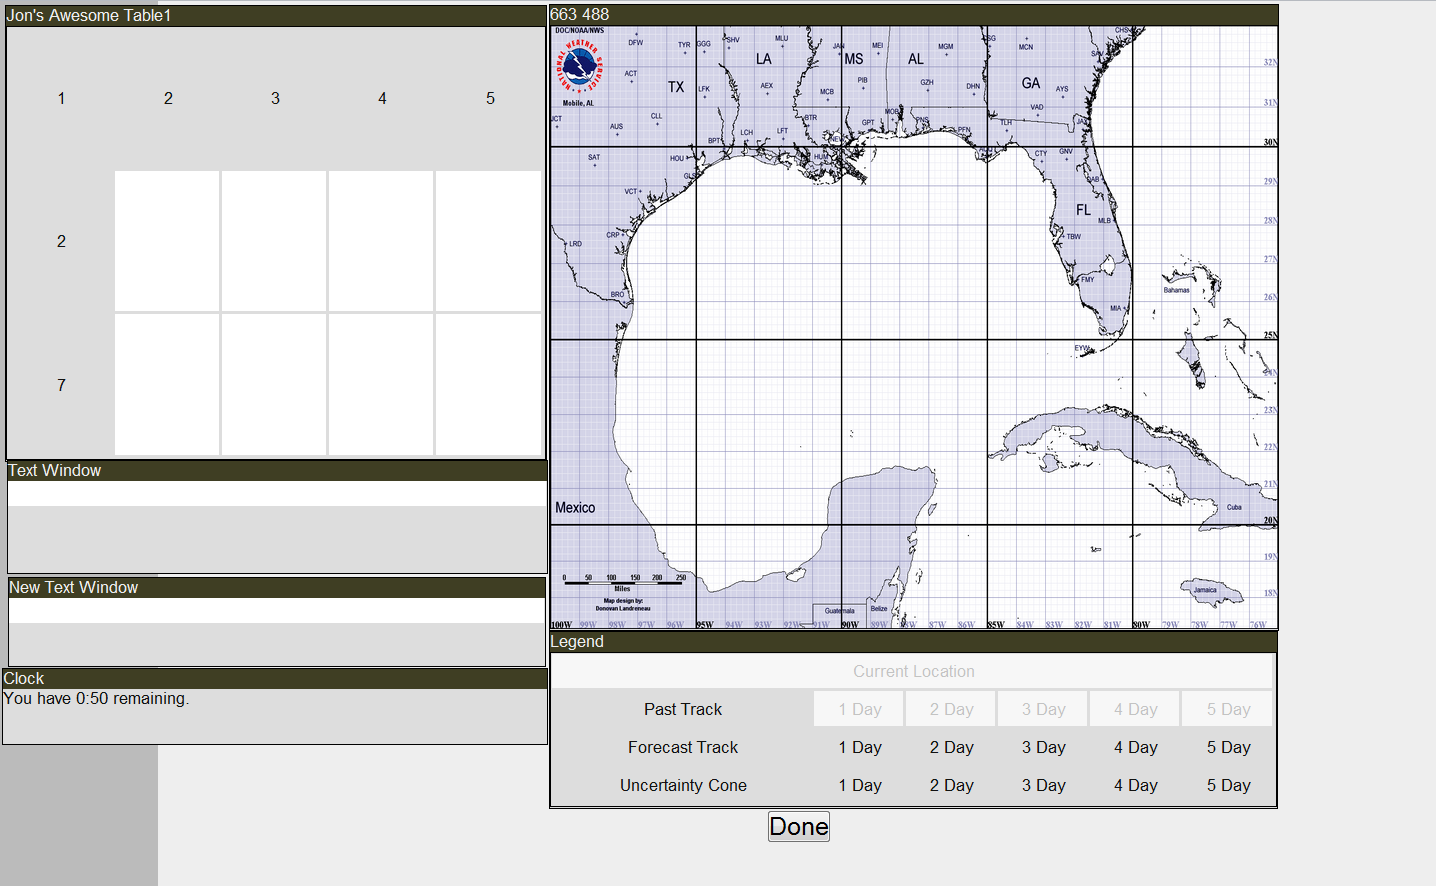 Jon's Awesome Table1
1 2 3 4 5
2
7
Text Window
New Text Window
Clock
You have 0:50 remaining.
663 488
DOC/NOAA/NWS
NATIONAL WEATHER SERVICE
Mobile, AL
DFW TYR GGG SHV MLU JAN MEI MGM MCN CHS
SAV
TX LA MS AL GA FL
ACT LFK AEX MCB PIB GZH DHN AYS
AUS CLL BPT LCH LFT BTR GPT MOB PNS PFN TLH VAD
SAT HOU HUM CTY GNV
GLS DAB
VCT MLB
CRP TBW
LRD
FMY
BRO
MIA
EYW
Bahamas
Mexico
Cuba
Jamaica
Guatemala
Belize
32N
31N
30N
29N
28N
27N
26N
25N
24N
23N
22N
21N
20N
19N
18N
0 50 100 150 200 250
Miles
Map design by:
Donovan Landreneau
100W 99W 98W 97W 96W 95W 94W 93W 92W 91W 90W 89W 88W 87W 86W 85W 84W 83W 82W 81W 80W 79W 78W 77W 76W
Legend
Current Location
Past Track 1 Day 2 Day 3 Day 4 Day 5 Day
Forecast Track 1 Day 2 Day 3 Day 4 Day 5 Day
Uncertainty Cone 1 Day 2 Day 3 Day 4 Day 5 Day
Done